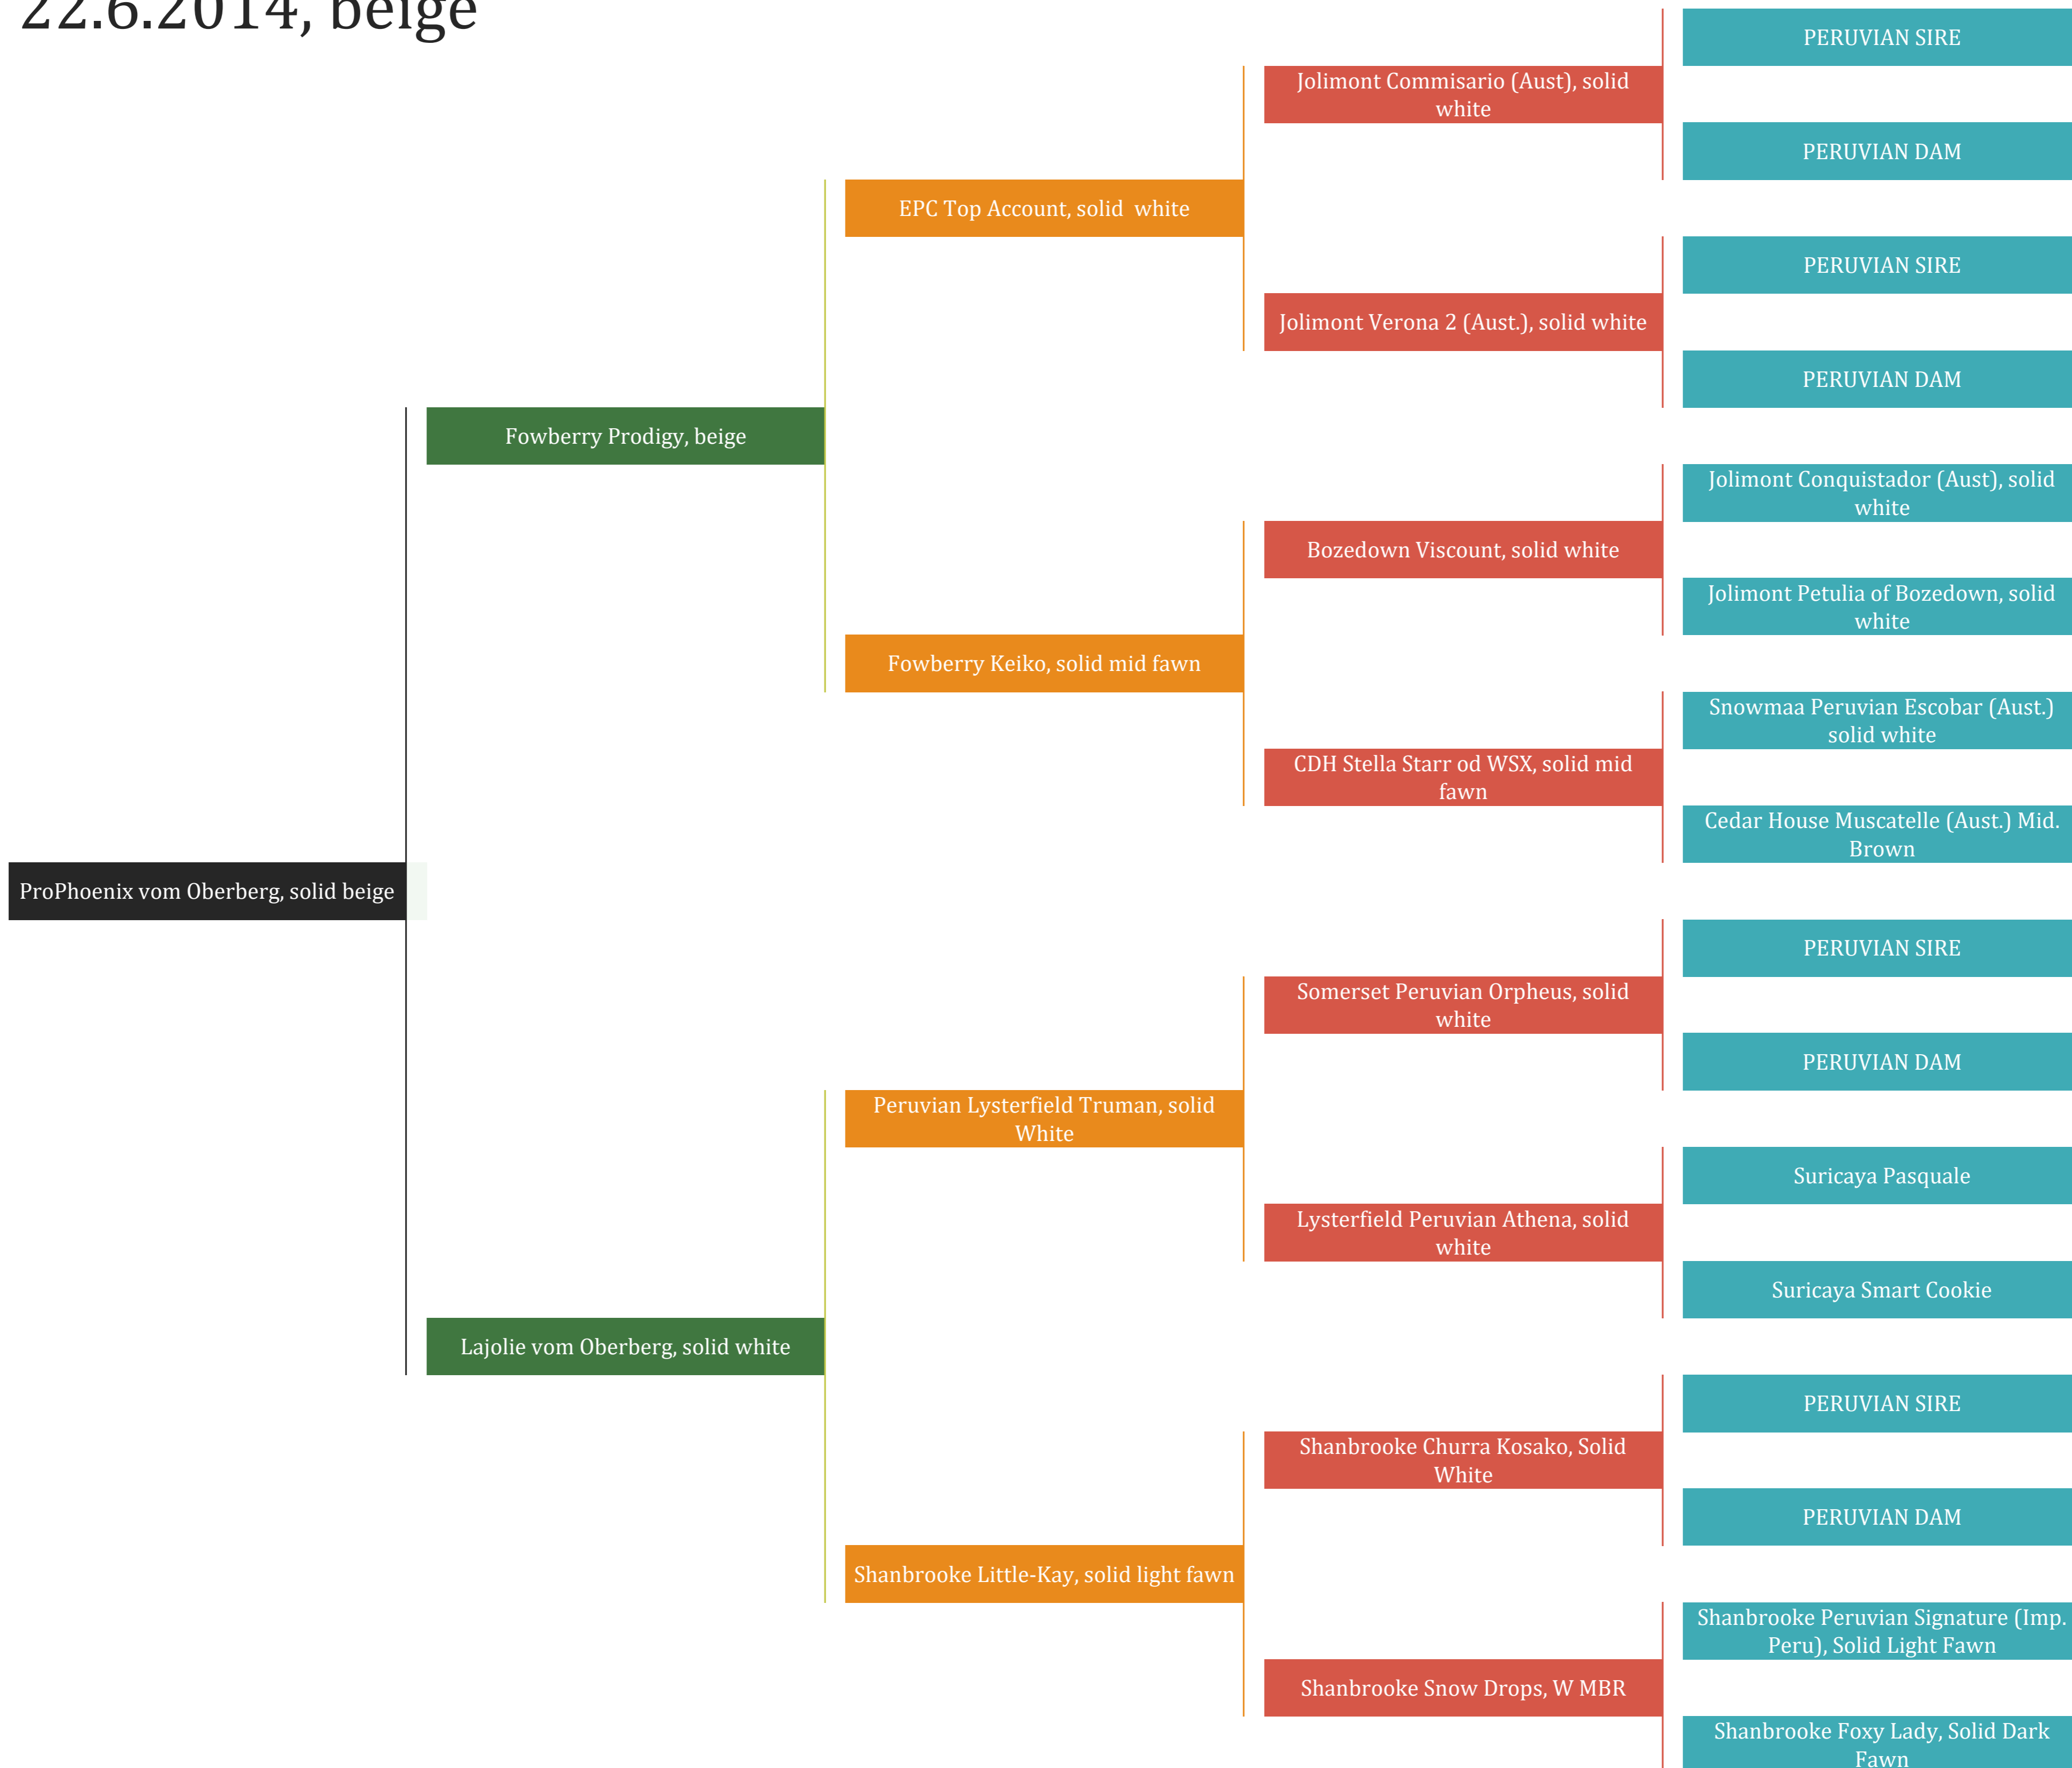 22.6.2014, beige
PERUVIAN SIRE
Jolimont Commisario (Aust), solid
white
PERUVIAN DAM
EPC Top Account, solid  white
PERUVIAN SIRE
Jolimont Verona 2 (Aust.), solid white
PERUVIAN DAM
Fowberry Prodigy, beige
Jolimont Conquistador (Aust), solid
white
Bozedown Viscount, solid white
Jolimont Petulia of Bozedown, solid
white
Fowberry Keiko, solid mid fawn
Snowmaa Peruvian Escobar (Aust.)
solid white
CDH Stella Starr od WSX, solid mid
fawn
Cedar House Muscatelle (Aust.) Mid.
Brown
ProPhoenix vom Oberberg, solid beige
PERUVIAN SIRE
Somerset Peruvian Orpheus, solid
white
PERUVIAN DAM
Peruvian Lysterfield Truman, solid
White
Suricaya Pasquale
Lysterfield Peruvian Athena, solid
white
Suricaya Smart Cookie
Lajolie vom Oberberg, solid white
PERUVIAN SIRE
Shanbrooke Churra Kosako, Solid
White
PERUVIAN DAM
Shanbrooke Little-Kay, solid light fawn
Shanbrooke Peruvian Signature (Imp.
Peru), Solid Light Fawn
Shanbrooke Snow Drops, W MBR
Shanbrooke Foxy Lady, Solid Dark
Fawn